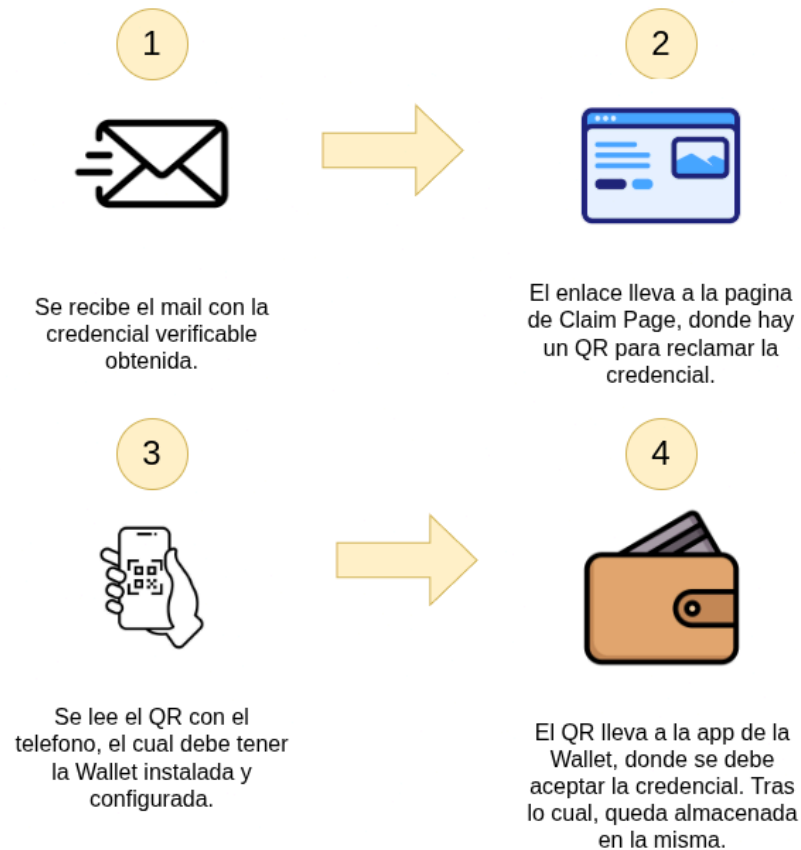 1
Se recibe el mail con la
credencial verificable
obtenida.
2
El enlace lleva a la pagina
de Claim Page, donde hay
un QR para reclamar la
credencial.
3
Se lee el QR con el
telefono, el cual debe tener
la Wallet instalada y
configurada.
4
El QR lleva a la app de la
Wallet, donde se debe
aceptar la credencial. Tras
lo cual, queda almacenada
en la misma.